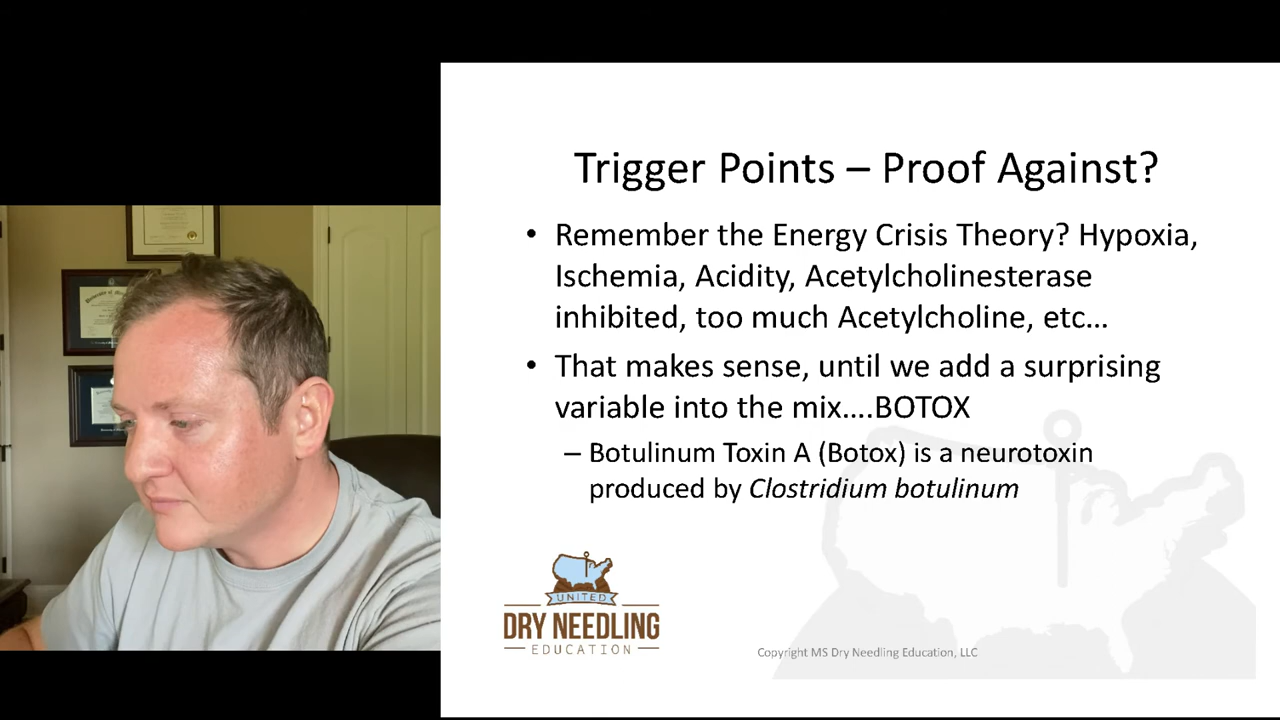 Trigger Points – Proof Against?
• Remember the Energy Crisis Theory? Hypoxia,
Ischemia, Acidity, Acetylcholinesterase
inhibited, too much Acetylcholine, etc…
• That makes sense, until we add a surprising
variable into the mix….BOTOX
– Botulinum Toxin A (Botox) is a neurotoxin
produced by Clostridium botulinum
UNITED
DRY NEEDLING
EDUCATION
Copyright MS Dry Needling Education, LLC